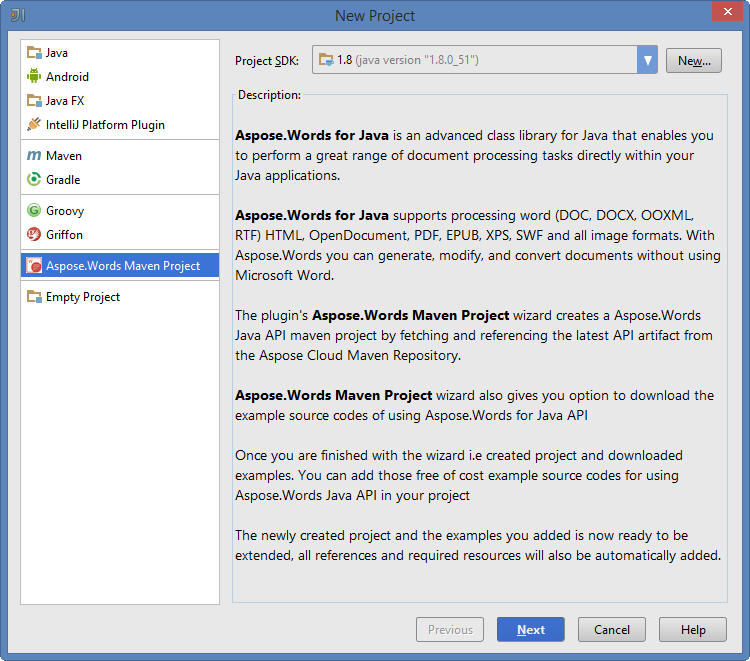 New Project
Java
Android
Java FX
IntelliJ Platform Plugin
Maven
Gradle
Groovy
Griffon
Aspose.Words Maven Project
Empty Project
Project SDK: 1.8 (java version "1.8.0_51") New...
Description:
Aspose.Words for Java is an advanced class library for Java that enables you
to perform a great range of document processing tasks directly within your
Java applications.
Aspose.Words for Java supports processing word (DOC, DOCX, OOXML,
RTF) HTML, OpenDocument, PDF, EPUB, XPS, SWF and all image formats. With
Aspose.Words you can generate, modify, and convert documents without using
Microsoft Word.
The plugin's Aspose.Words Maven Project wizard creates a Aspose.Words
Java API maven project by fetching and referencing the latest API artifact from
the Aspose Cloud Maven Repository.
Aspose.Words Maven Project wizard also gives you option to download the
example source codes of using Aspose.Words for Java API
Once you are finished with the wizard i.e created project and downloaded
examples. You can add those free of cost example source codes for using
Aspose.Words Java API in your project
The newly created project and the examples you added is now ready to be
extended, all references and required resources will also be automatically added.
Previous Next Cancel Help